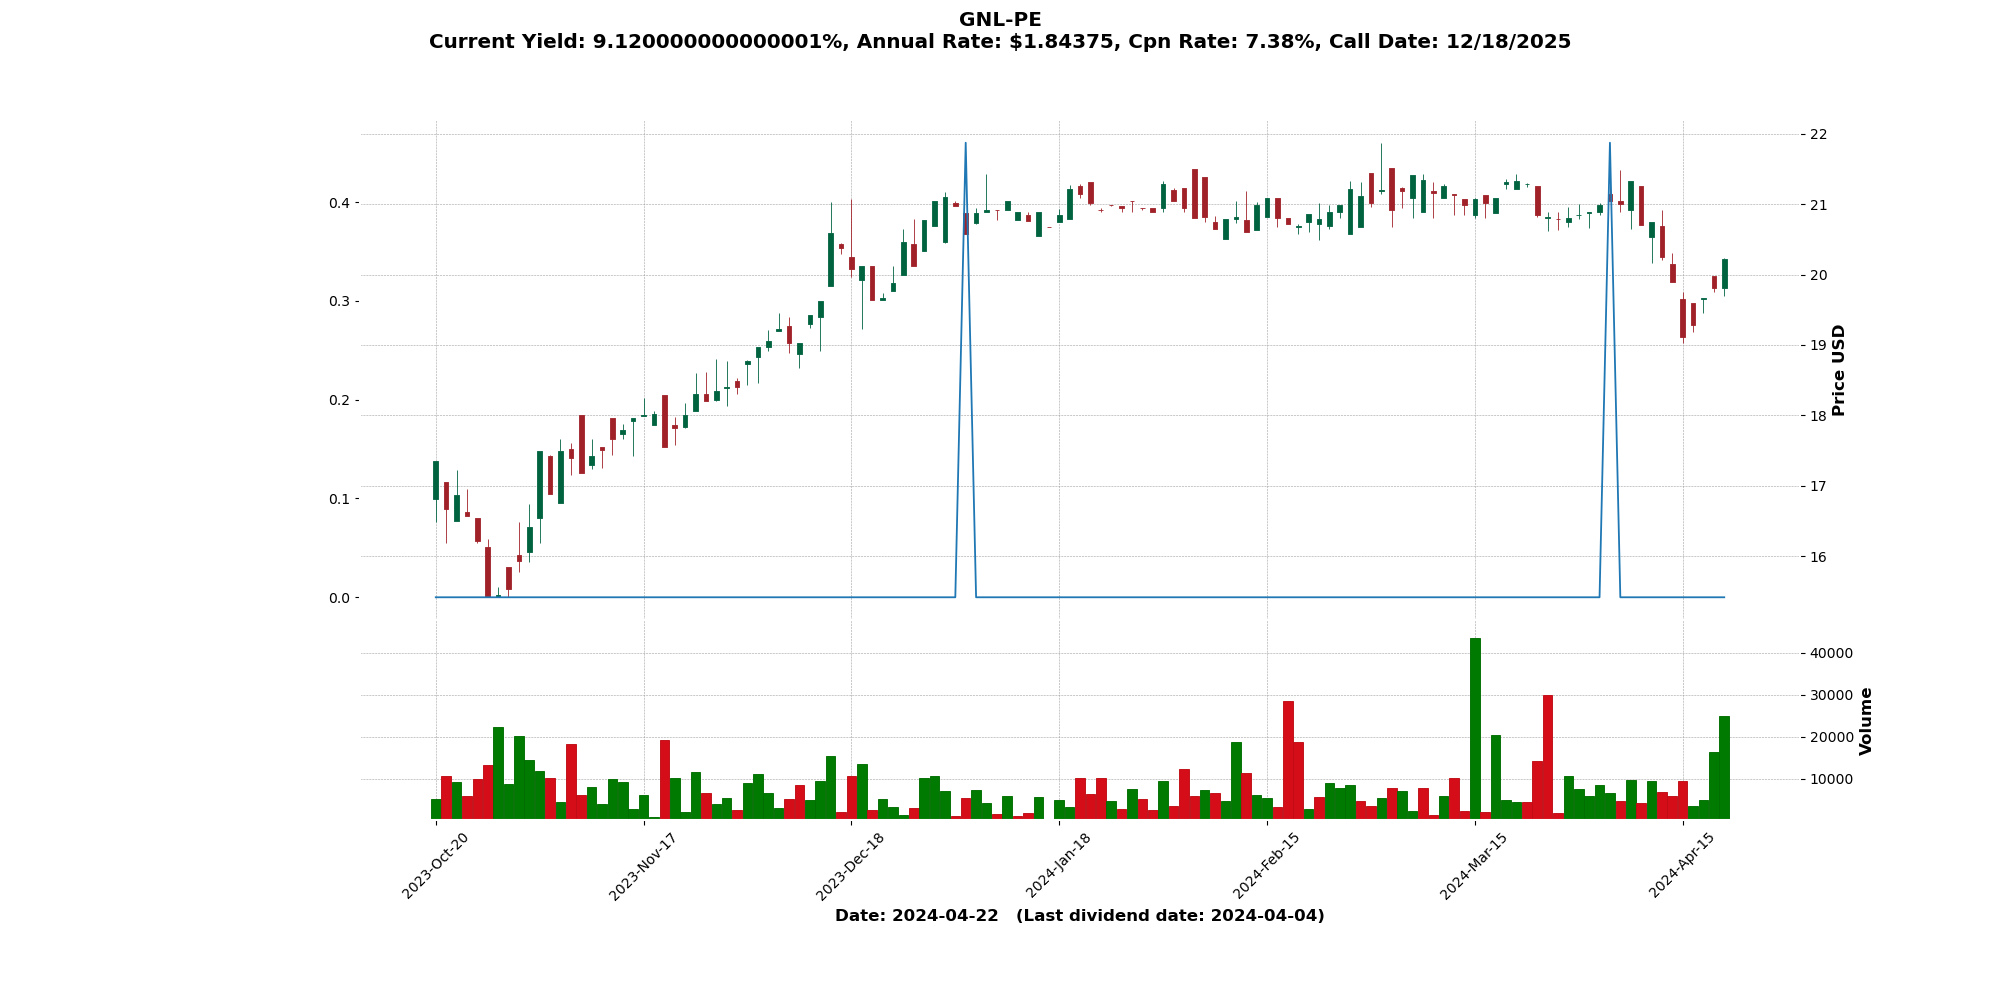 GNL-PE
Current Yield: 9.120000000000001%, Annual Rate: $1.84375, Cpn Rate: 7.38%, Call Date: 12/18/2025
0.4
0.3
0.2
0.1
0.0
22
21
20
19
18
17
16
Price USD
40000
30000
20000
10000
Volume
2023-Oct-20
2023-Nov-17
2023-Dec-18
2024-Jan-18
2024-Feb-15
2024-Mar-15
2024-Apr-15
Date: 2024-04-22   (Last dividend date: 2024-04-04)